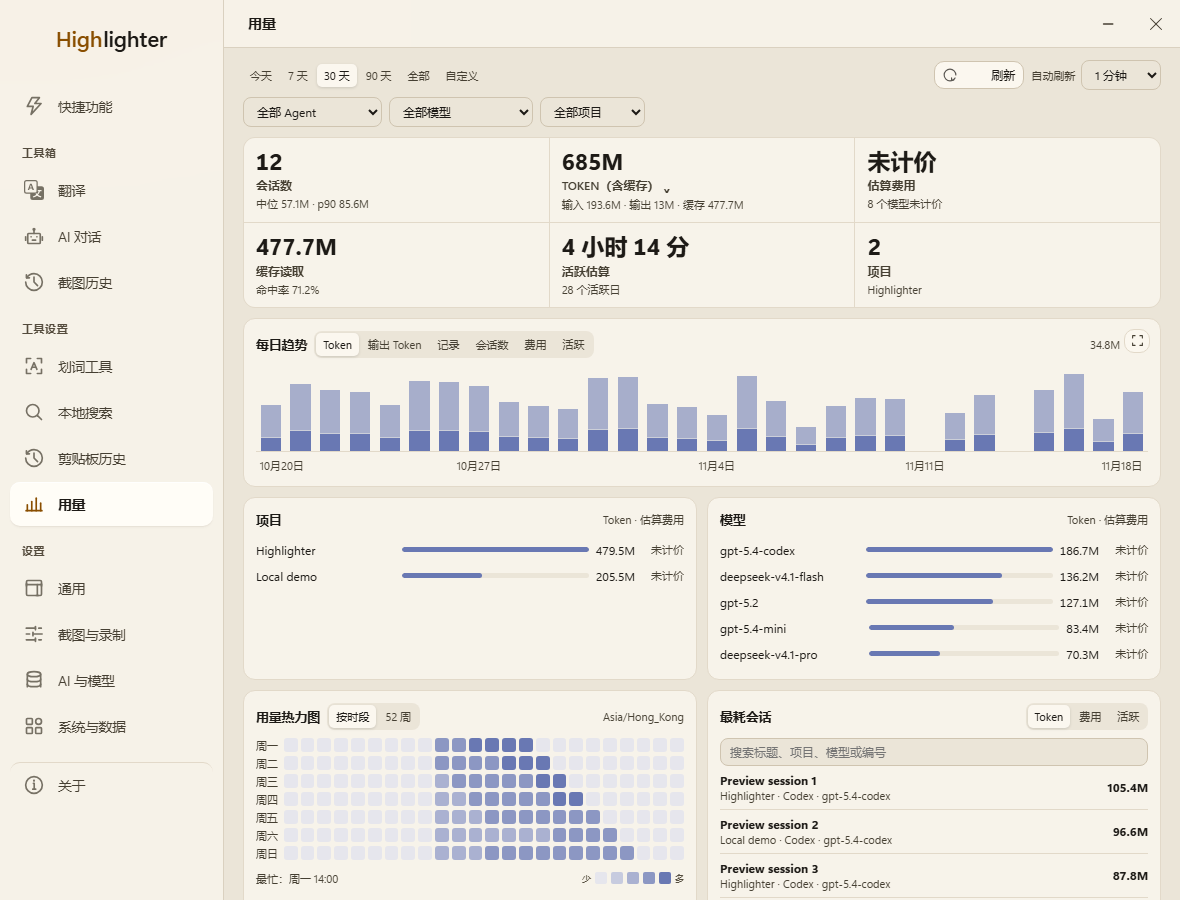 Highlighter
快捷功能
工具箱
翻译
AI 对话
截图历史
工具设置
划词工具
本地搜索
剪贴板历史
用量
设置
通用
截图与录制
AI 与模型
系统与数据
关于
用量
今天 7 天 30 天 90 天 全部 自定义
刷新 自动刷新 1 分钟
全部 Agent 全部模型 全部项目
12
会话数
中位 57.1M · p90 85.6M
685M
TOKEN（含缓存）
输入 193.6M · 输出 13M · 缓存 477.7M
未计价
估算费用
8 个模型未计价
477.7M
缓存读取
命中率 71.2%
4 小时 14 分
活跃估算
28 个活跃日
2
项目
Highlighter
每日趋势 Token 输出 Token 记录 会话数 费用 活跃 34.8M
10月20日 10月27日 11月4日 11月11日 11月18日
项目 Token · 估算费用
Highlighter 479.5M 未计价
Local demo 205.5M 未计价
模型 Token · 估算费用
gpt-5.4-codex 186.7M 未计价
deepseek-v4.1-flash 136.2M 未计价
gpt-5.2 127.1M 未计价
gpt-5.4-mini 83.4M 未计价
deepseek-v4.1-pro 70.3M 未计价
用量热力图 按时段 52 周 Asia/Hong_Kong
周一
周二
周三
周四
周五
周六
周日
最忙：周一 14:00 少 多
最耗会话 Token 费用 活跃
搜索标题、项目、模型或编号
Preview session 1
Highlighter · Codex · gpt-5.4-codex 105.4M
Preview session 2
Local demo · Codex · gpt-5.4-codex 96.6M
Preview session 3
Highlighter · Codex · gpt-5.4-codex 87.8M